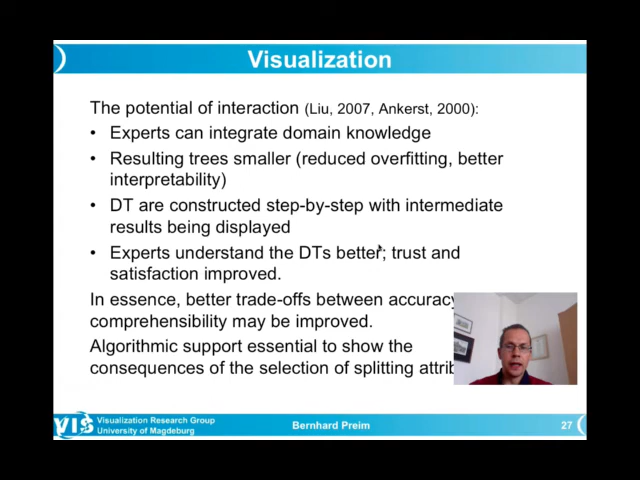 Visualization
The potential of interaction (Liu, 2007, Ankerst, 2000):
• Experts can integrate domain knowledge
• Resulting trees smaller (reduced overfitting, better
interpretability)
• DT are constructed step-by-step with intermediate
results being displayed
• Experts understand the DTs better; trust and
satisfaction improved.
In essence, better trade-offs between accuracy
comprehensibility may be improved.
Algorithmic support essential to show the
consequences of the selection of splitting
VIS
Visualization Research Group
University of Magdeburg
Bernhard Preim
27